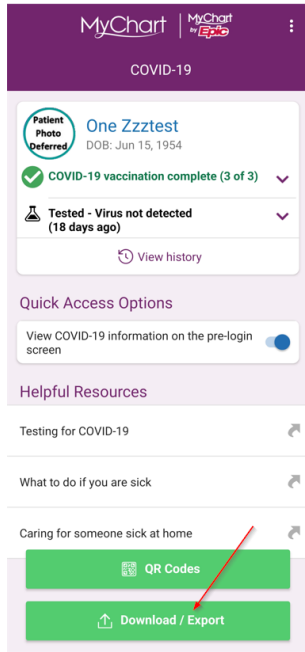 MyChart MyChart
by Epic
COVID-19
Patient
Photo
Deferred
One Zzztest
DOB: Jun 15, 1954
COVID-19 vaccination complete (3 of 3)
Tested - Virus not detected
(18 days ago)
View history
Quick Access Options
View COVID-19 information on the pre-login
screen
Helpful Resources
Testing for COVID-19
What to do if you are sick
Caring for someone sick at home
QR Codes
Download / Export